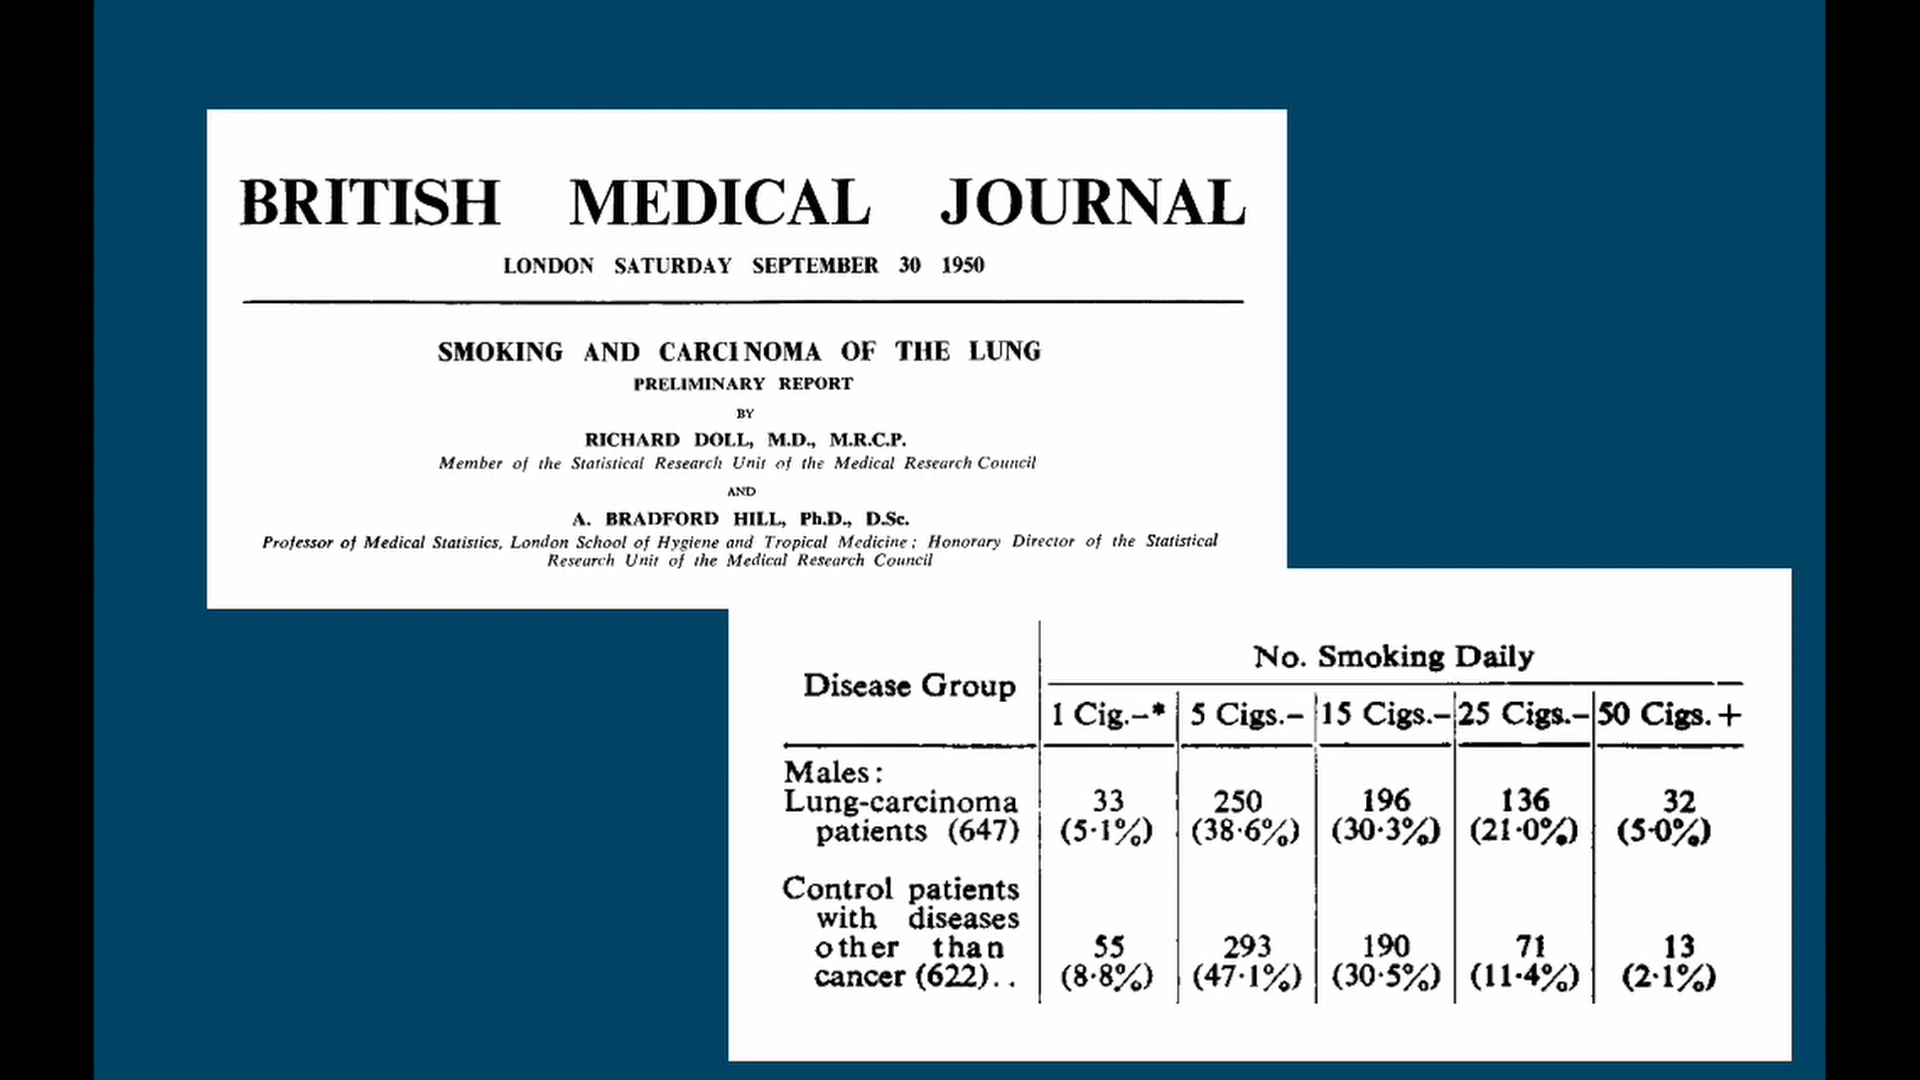 BRITISH MEDICAL JOURNAL
LONDON SATURDAY SEPTEMBER 30 1950
SMOKING AND CARCINOMA OF THE LUNG
PRELIMINARY REPORT
BY
RICHARD DOLL, M.D., M.R.C.P.
Member of the Statistical Research Unit of the Medical Research Council
AND
A. BRADFORD HILL, Ph.D., D.Sc.
Professor of Medical Statistics, London School of Hygiene and Tropical Medicine; Honorary Director of the Statistical
Research Unit of the Medical Research Council
Disease Group
No. Smoking Daily
1 Cig.–* 5 Cigs.– 15 Cigs.– 25 Cigs.– 50 Cigs.+
Males:
Lung-carcinoma 33 250 196 136 32
patients (647) (5·1%) (38·6%) (30·3%) (21·0%) (5·0%)
Control patients
with diseases
other than 55 293 190 71 13
cancer (622).. (8·8%) (47·1%) (30·5%) (11·4%) (2·1%)